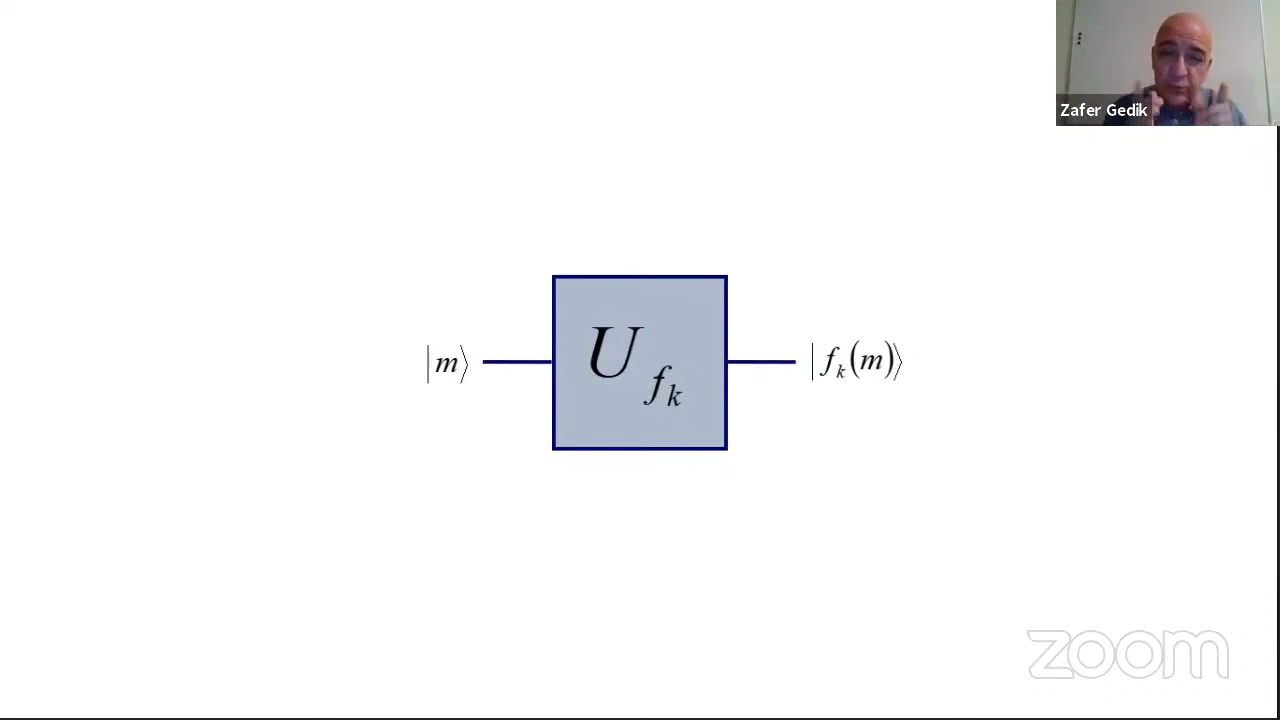 Zafer Gedik
|m⟩ U_{f_k} |f_k(m)⟩
zoom